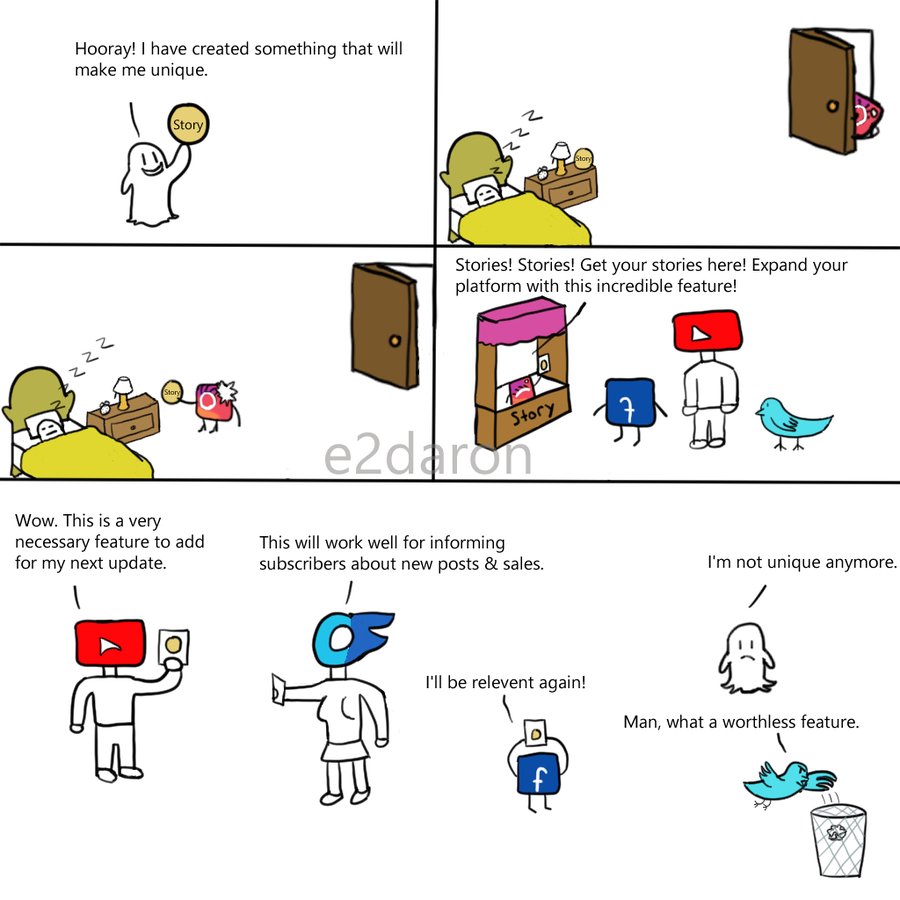 Hooray! I have created something that will
make me unique.
Story
z z z z
Story
z z z z
Story
Stories! Stories! Get your stories here! Expand your
platform with this incredible feature!
Story
f
e2daron
Wow. This is a very
necessary feature to add
for my next update.
This will work well for informing
subscribers about new posts & sales.
I'll be relevent again!
f
I'm not unique anymore.
Man, what a worthless feature.